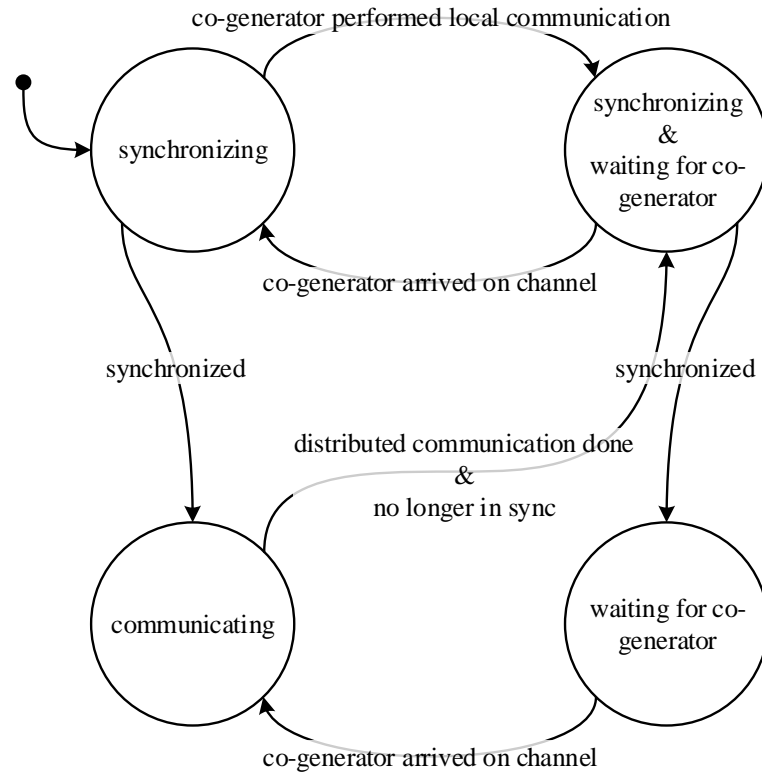 co-generator performed local communication
synchronizing
synchronizing
&
waiting for co-
generator
co-generator arrived on channel
synchronized
synchronized
distributed communication done
&
no longer in sync
communicating
waiting for co-
generator
co-generator arrived on channel